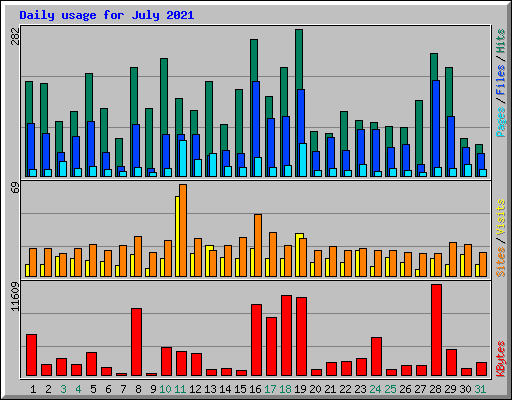 Daily usage for July 2021
282
Pages / Files / Hits
69
Sites / Visits
11609
KBytes
1 2 3 4 5 6 7 8 9 10 11 12 13 14 15 16 17 18 19 20 21 22 23 24 25 26 27 28 29 30 31